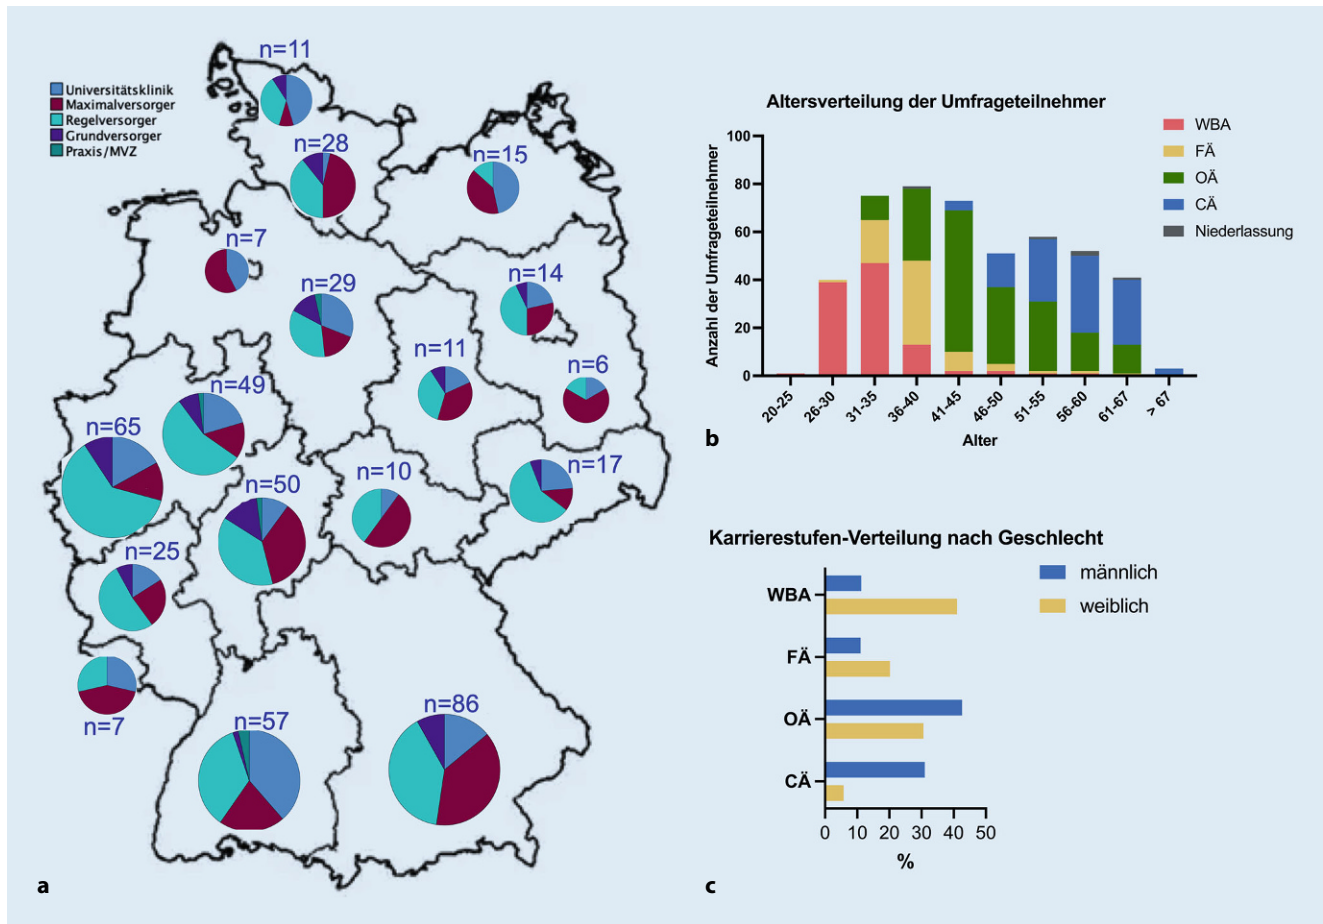 Universitätsklinik
Maximalversorger
Regelversorger
Grundversorger
Praxis/MVZ
n=11
n=28
n=15
n=7
n=29
n=14
n=11
n=6
n=49
n=65
n=10
n=17
n=50
n=25
n=7
n=57
n=86
a
Altersverteilung der Umfrageteilnehmer
Anzahl der Umfrageteilnehmer
100
80
60
40
20
0
20-25
26-30
31-35
36-40
41-45
46-50
51-55
56-60
61-67
> 67
Alter
WBA
FÄ
OÄ
CÄ
Niederlassung
b
Karrierestufen-Verteilung nach Geschlecht
männlich
weiblich
WBA
FÄ
OÄ
CÄ
0 10 20 30 40 50
%
c